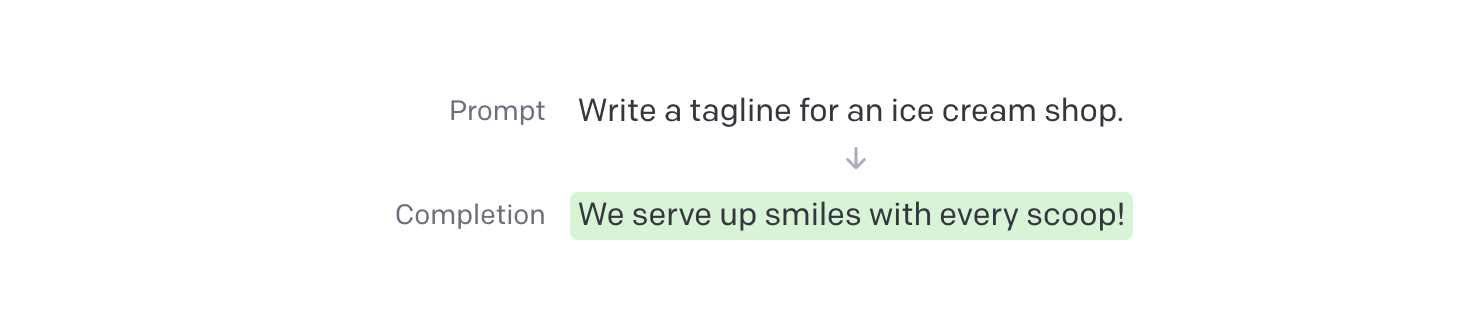 Prompt Write a tagline for an ice cream shop.
Completion We serve up smiles with every scoop!